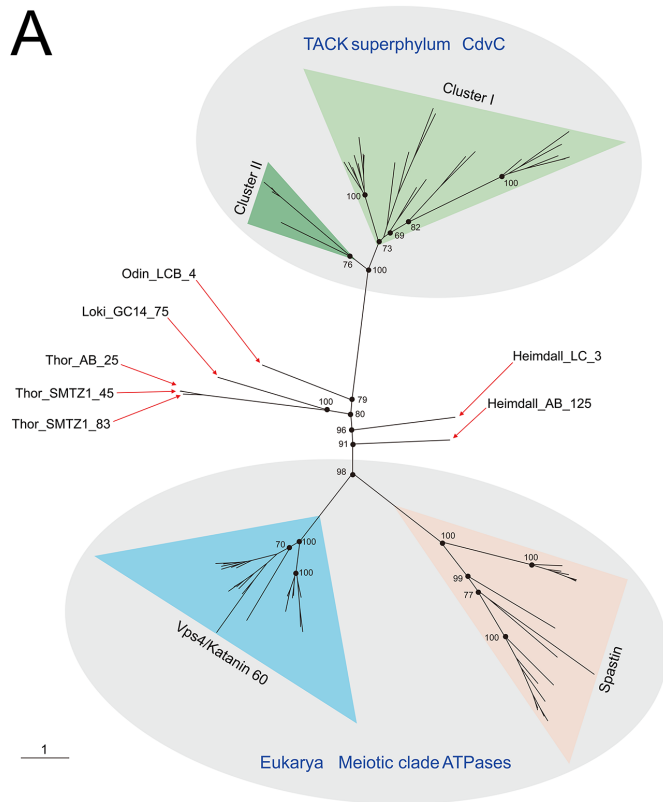 A
TACK superphylum CdvC
Cluster I
Cluster II
100
100
82
69
73
76
100
Odin_LCB_4
Loki_GC14_75
Thor_AB_25
Thor_SMTZ1_45
Thor_SMTZ1_83
Heimdall_LC_3
Heimdall_AB_125
79
100
80
96
91
98
70
100
100
Vps4/Katanin 60
100
100
99
77
100
Spastin
1
Eukarya Meiotic clade ATPases